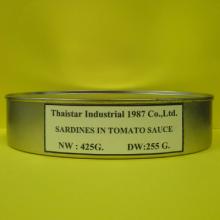 Thaistar Industrial 1987 Co.,Ltd.
SARDINES IN TOMATO SAUCE
NW : 425G. DW:255 G.